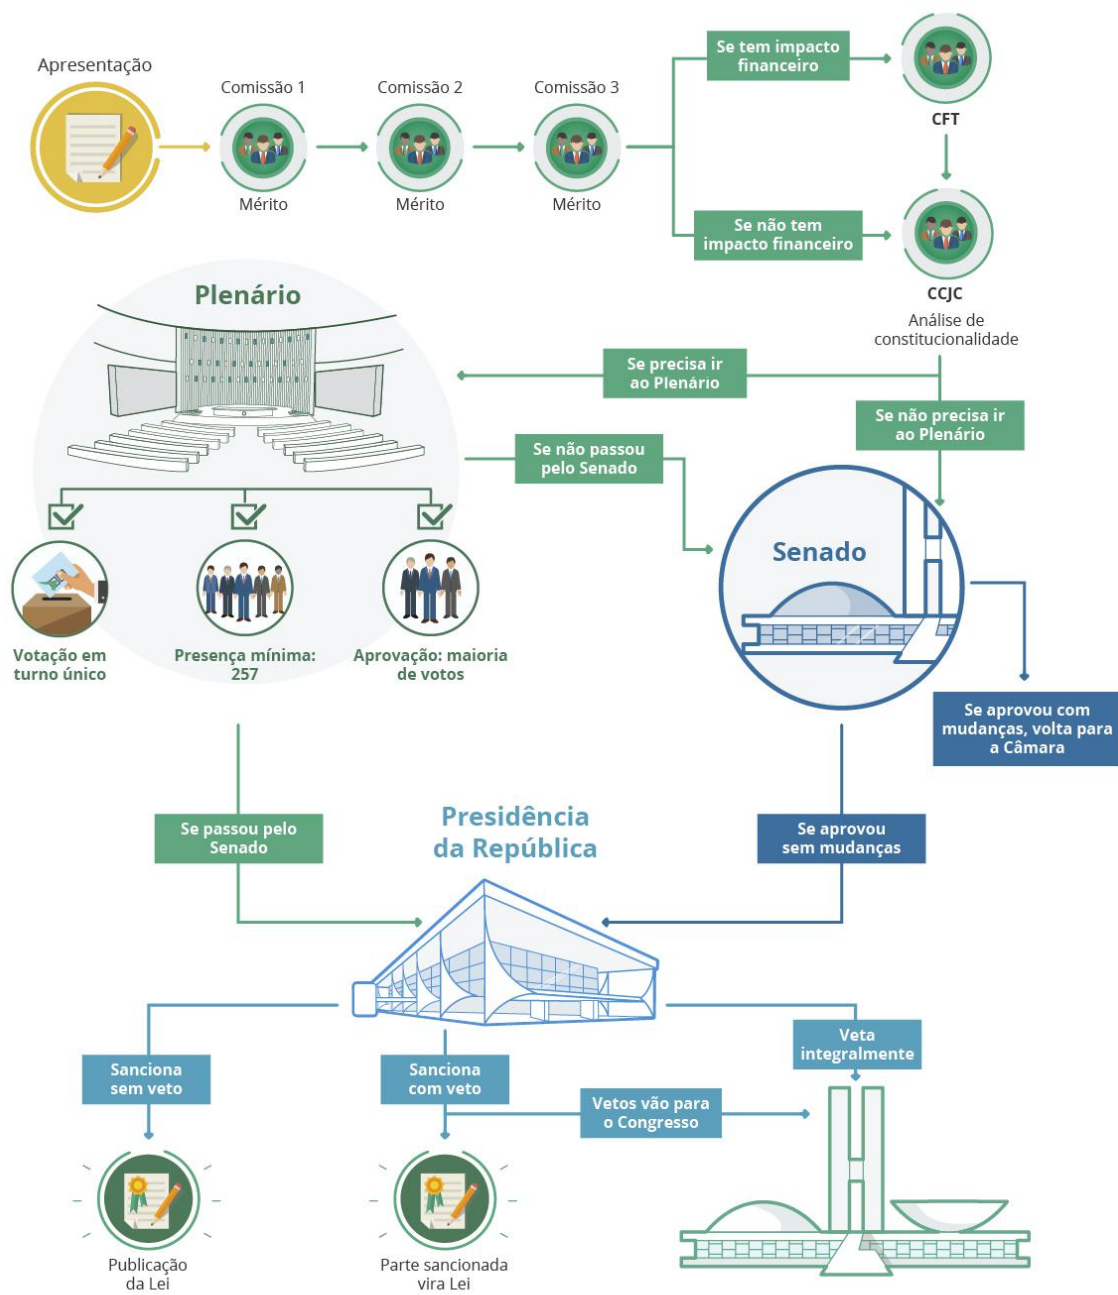 Apresentação
Comissão 1
Mérito
Comissão 2
Mérito
Comissão 3
Mérito
Se tem impacto
financeiro
CFT
Se não tem
impacto financeiro
CCJC
Análise de
constitucionalidade
Plenário
Se precisa ir
ao Plenário
Se não precisa ir
ao Plenário
Se não passou
pelo Senado
Senado
Votação em
turno único
Presença mínima:
257
Aprovação: maioria
de votos
Se aprovou com
mudanças, volta para
a Câmara
Se passou pelo
Senado
Presidência
da República
Se aprovou
sem mudanças
Sanciona
sem veto
Sanciona
com veto
Veta
integralmente
Vetos vão para
o Congresso
Publicação
da Lei
Parte sancionada
vira Lei